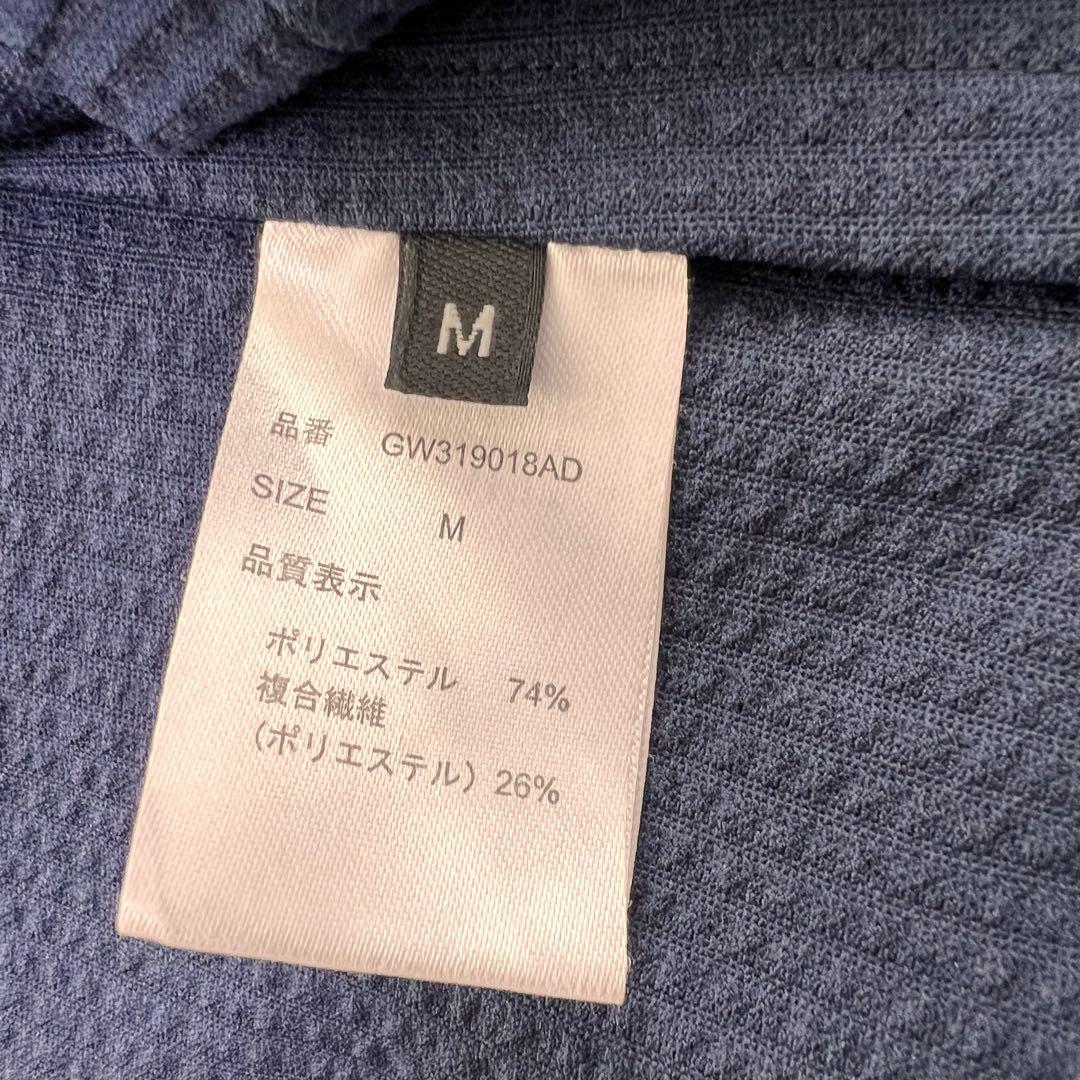 M
品番 GW319018AD
SIZE M
品質表示
ポリエステル 74%
複合繊維
(ポリエステル) 26%